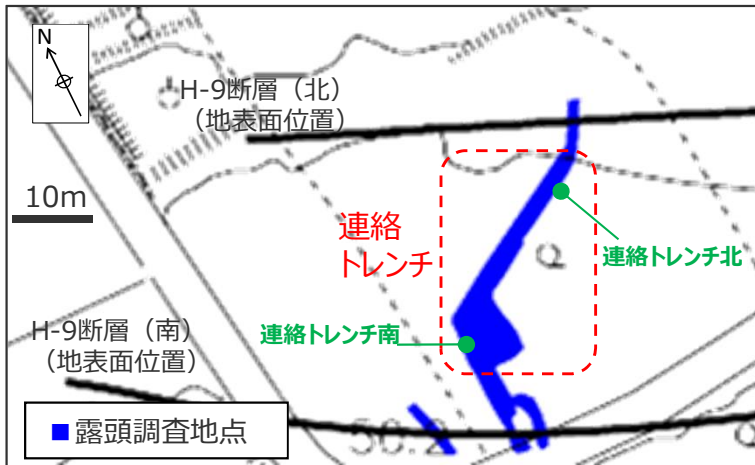 N
H-9断層（北）
（地表面位置）
10m
連絡
トレンチ
連絡トレンチ北
H-9断層（南）
（地表面位置）
連絡トレンチ南
■露頭調査地点